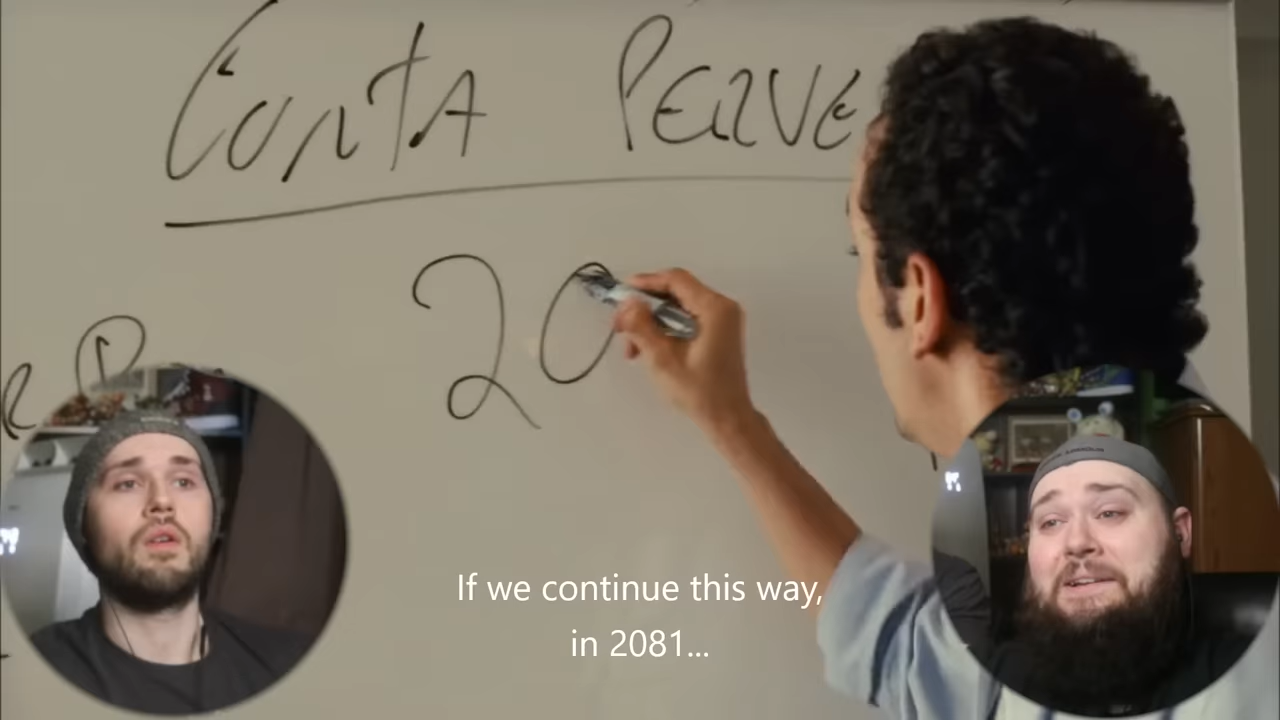 CONTA PERVE
20
R D
If we continue this way,
in 2081...